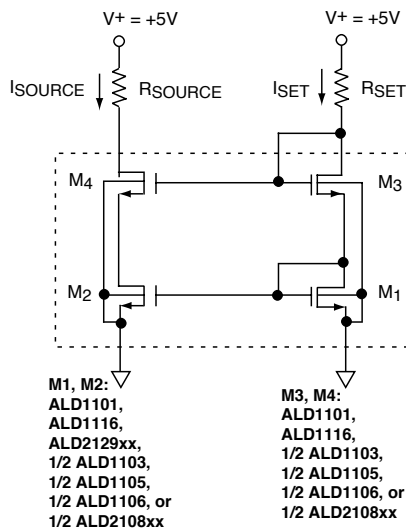 V+ = +5V
V+ = +5V
ISOURCE
RSOURCE
ISET
RSET
M4
M3
M2
M1
M1, M2:
ALD1101,
ALD1116,
ALD2129xx,
1/2 ALD1103,
1/2 ALD1105,
1/2 ALD1106, or
1/2 ALD2108xx
M3, M4:
ALD1101,
ALD1116,
1/2 ALD1103,
1/2 ALD1105,
1/2 ALD1106, or
1/2 ALD2108xx